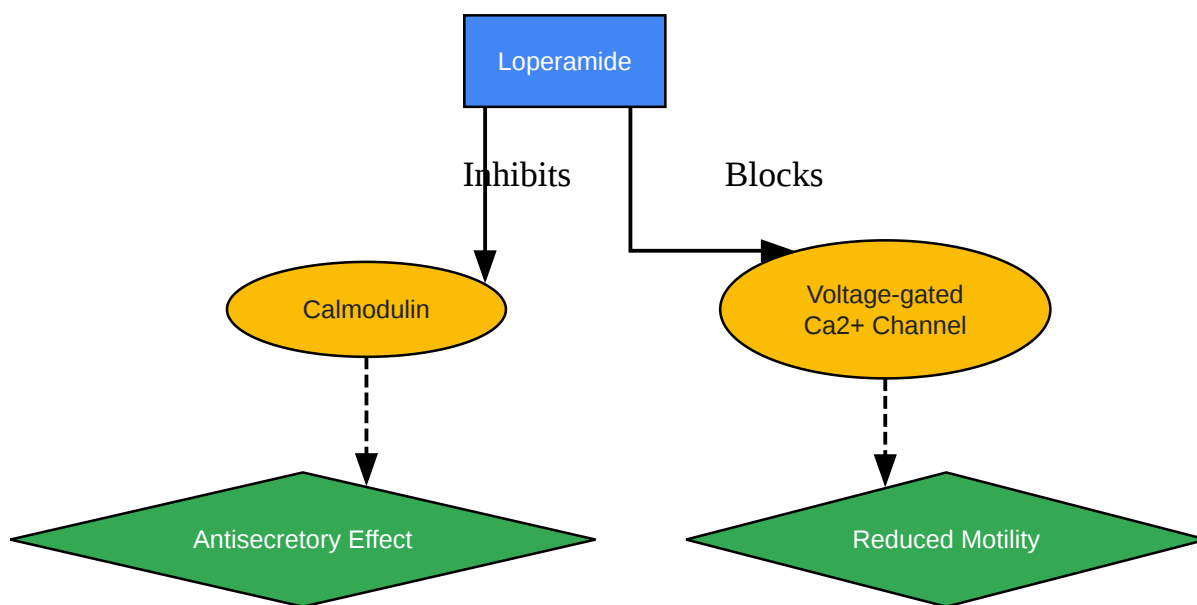 Loperamide
Inhibits
Blocks
Calmodulin
Voltage-gated
Ca2+ Channel
Antisecretory Effect
Reduced Motility